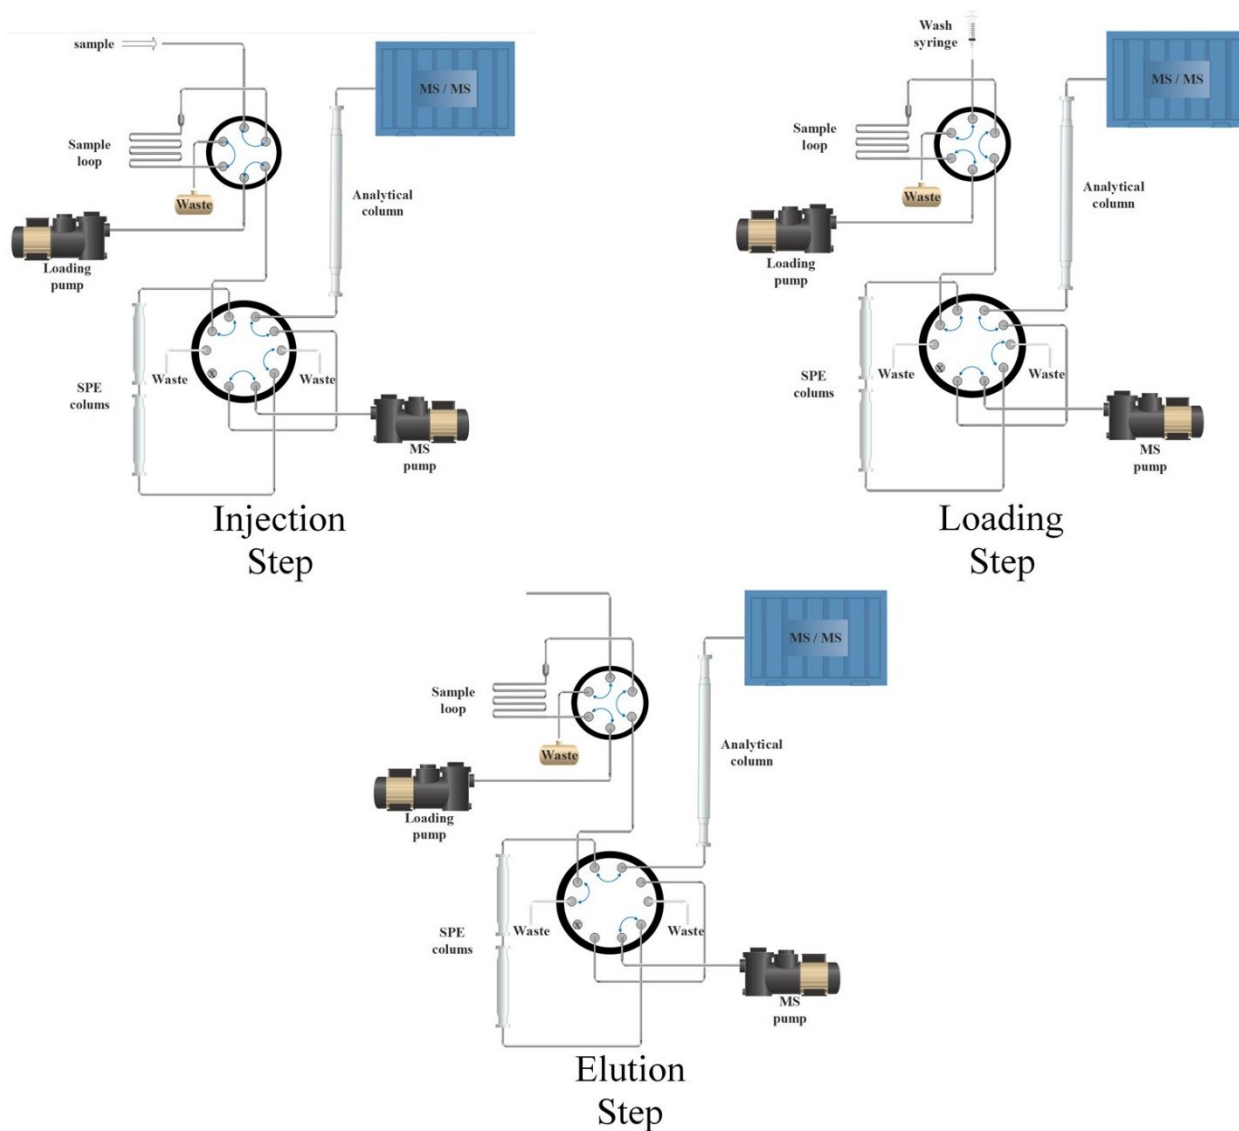 sample
MS / MS
Sample
loop
Waste
Analytical
column
Loading
pump
Waste
Waste
SPE
colums
MS
pump
Injection
Step
Wash
syringe
MS / MS
Sample
loop
Waste
Analytical
column
Loading
pump
Waste
Waste
SPE
colums
MS
pump
Loading
Step
MS / MS
Sample
loop
Waste
Analytical
column
Loading
pump
Waste
Waste
SPE
colums
MS
pump
Elution
Step